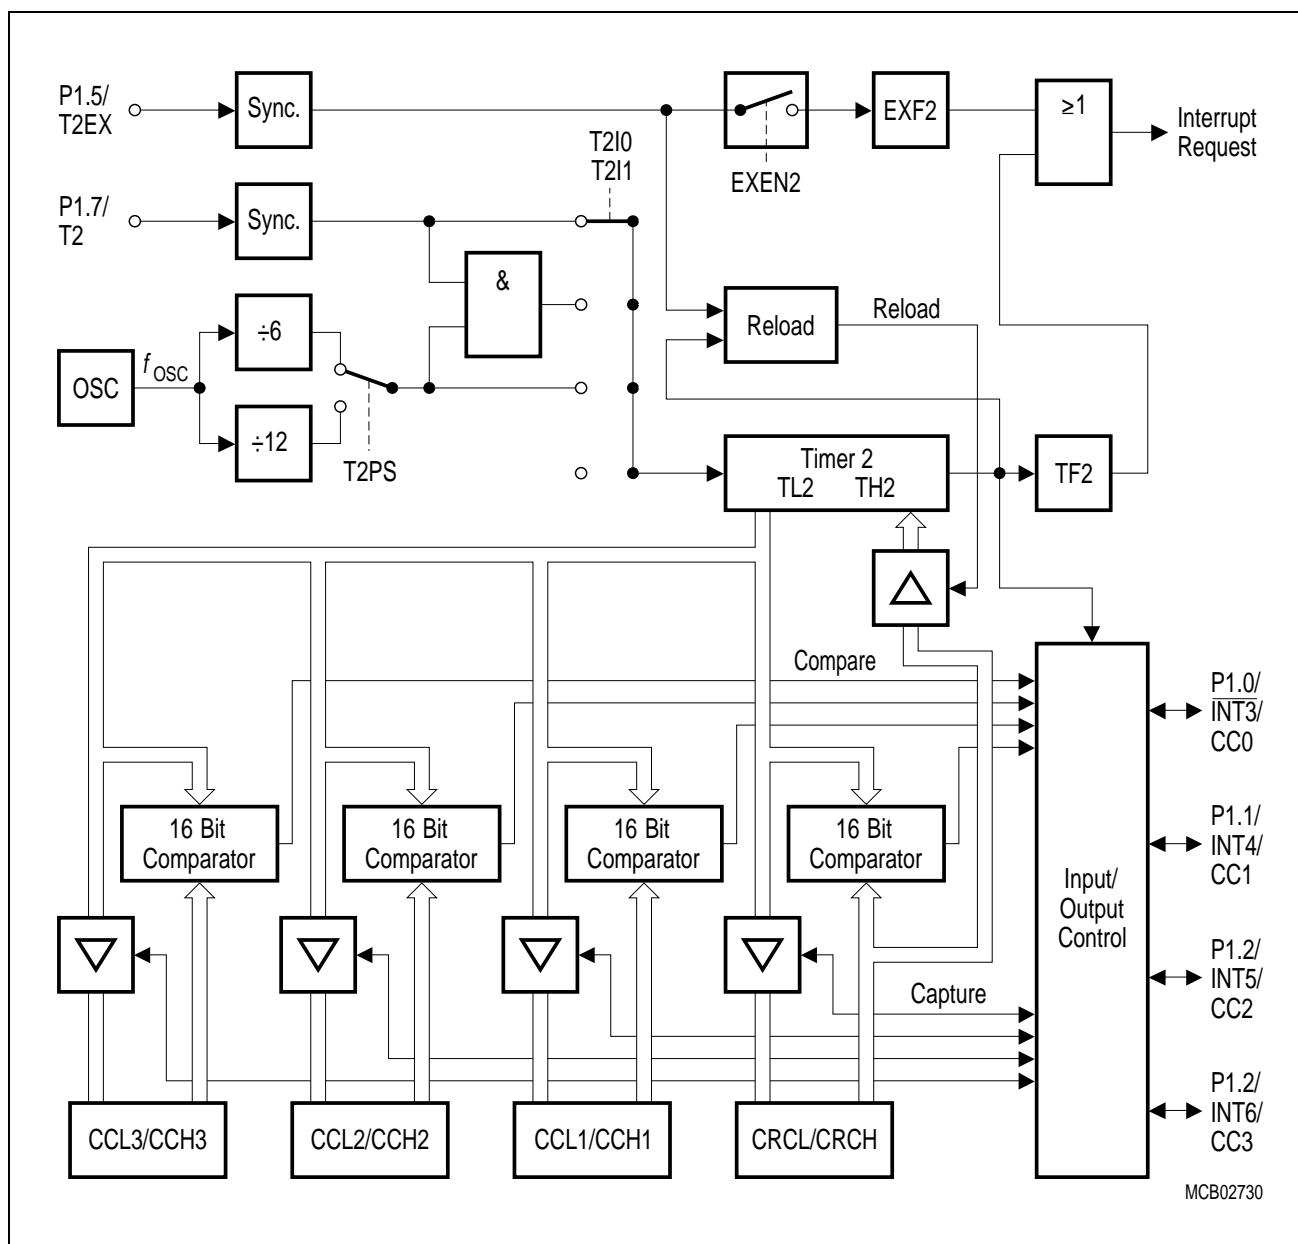 P1.5/
T2EX
Sync.
EXEN2
EXF2
≥1
Interrupt
Request
P1.7/
T2
Sync.
T2I0
T2I1
&
÷6
OSC
fOSC
÷12
T2PS
Reload
Reload
Timer 2
TL2 TH2
TF2
Compare
16 Bit
Comparator
16 Bit
Comparator
16 Bit
Comparator
16 Bit
Comparator
Capture
Input/
Output
Control
P1.0/
INT3/
CC0
P1.1/
INT4/
CC1
P1.2/
INT5/
CC2
P1.2/
INT6/
CC3
CCL3/CCH3
CCL2/CCH2
CCL1/CCH1
CRCL/CRCH
MCB02730